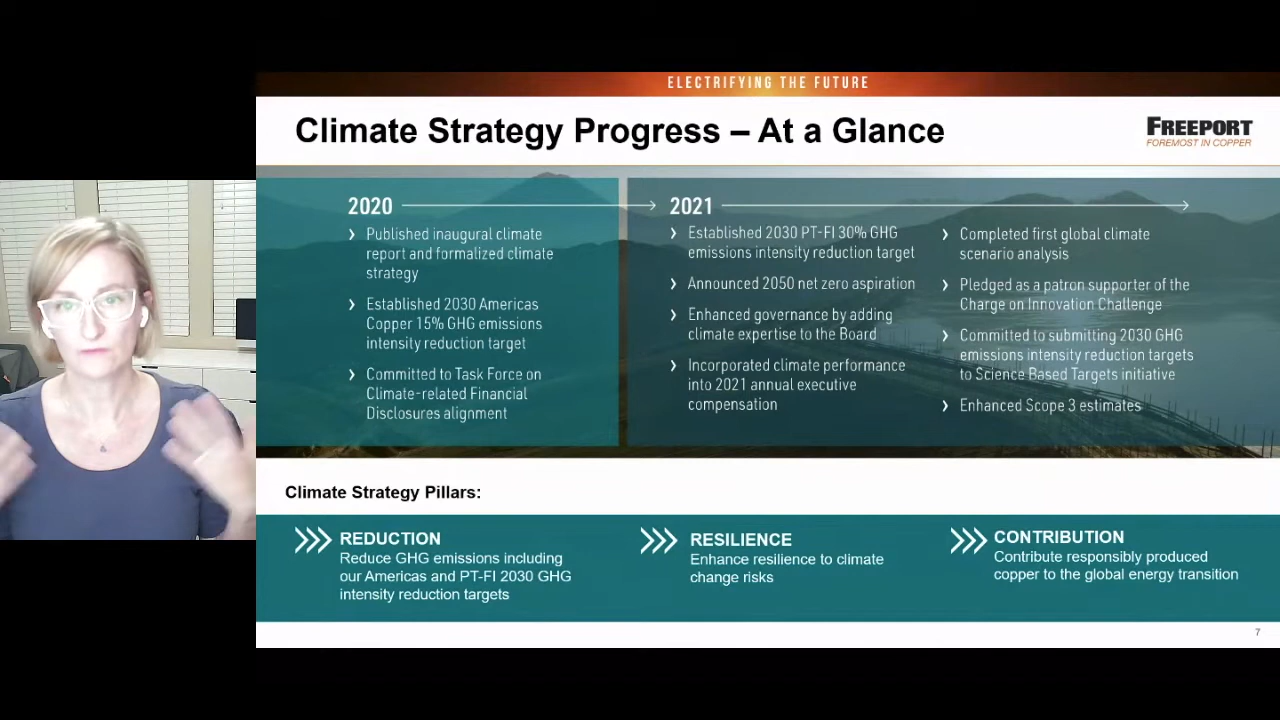 ELECTRIFYING THE FUTURE
Climate Strategy Progress – At a Glance
FREEPORT
FOREMOST IN COPPER
2020
Published inaugural climate
report and formalized climate
strategy
Established 2030 Americas
Copper 15% GHG emissions
intensity reduction target
Committed to Task Force on
Climate-related Financial
Disclosures alignment
2021
Established 2030 PT-FI 30% GHG
emissions intensity reduction target
Announced 2050 net zero aspiration
Enhanced governance by adding
climate expertise to the Board
Incorporated climate performance
into 2021 annual executive
compensation
Completed first global climate
scenario analysis
Pledged as a patron supporter of the
Charge on Innovation Challenge
Committed to submitting 2030 GHG
emissions intensity reduction targets
to Science Based Targets initiative
Enhanced Scope 3 estimates
Climate Strategy Pillars:
REDUCTION
Reduce GHG emissions including
our Americas and PT-FI 2030 GHG
intensity reduction targets
RESILIENCE
Enhance resilience to climate
change risks
CONTRIBUTION
Contribute responsibly produced
copper to the global energy transition
7